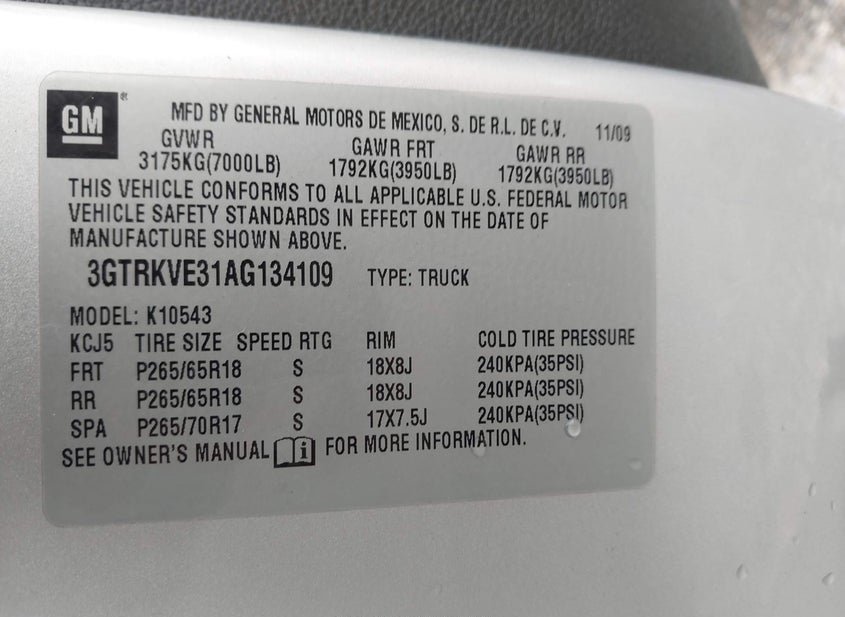 GM®
MFD BY GENERAL MOTORS DE MEXICO, S. DE R.L. DE C.V. 11/09
GVWR GAWR FRT GAWR RR
3175KG(7000LB) 1792KG(3950LB) 1792KG(3950LB)
THIS VEHICLE CONFORMS TO ALL APPLICABLE U.S. FEDERAL MOTOR
VEHICLE SAFETY STANDARDS IN EFFECT ON THE DATE OF
MANUFACTURE SHOWN ABOVE.
3GTRKVE31AG134109 TYPE: TRUCK
MODEL: K10543
KCJ5 TIRE SIZE SPEED RTG RIM COLD TIRE PRESSURE
FRT P265/65R18 S 18X8J 240KPA(35PSI)
RR P265/65R18 S 18X8J 240KPA(35PSI)
SPA P265/70R17 S 17X7.5J 240KPA(35PSI)
SEE OWNER'S MANUAL i FOR MORE INFORMATION.